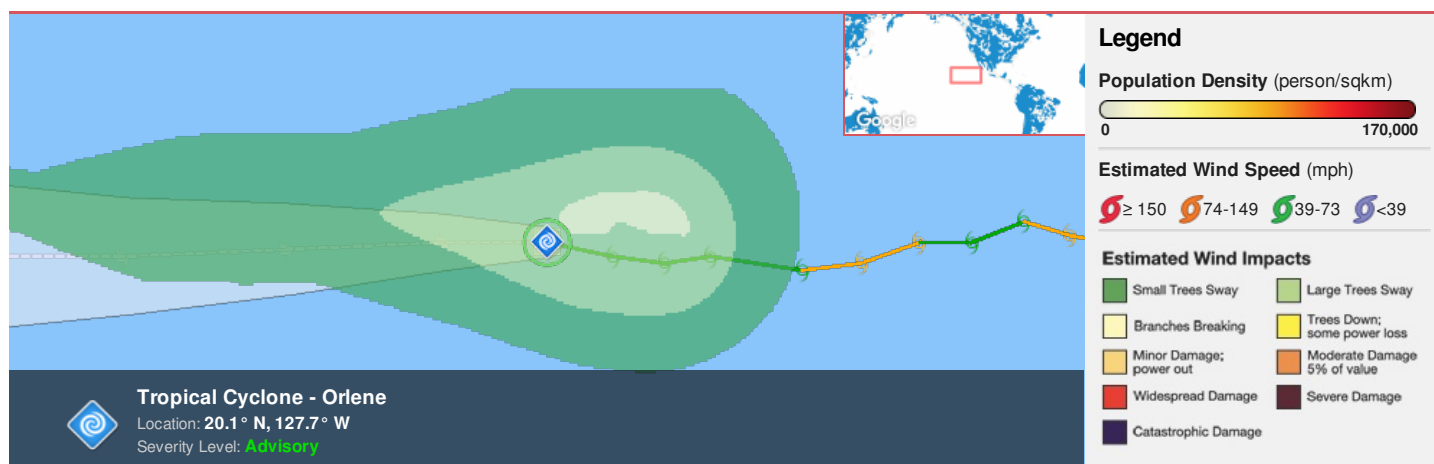 Google
Tropical Cyclone - Orlene
Location: 20.1° N, 127.7° W
Severity Level: Advisory
Legend
Population Density (person/sqkm)
0 170,000
Estimated Wind Speed (mph)
≥ 150 74-149 39-73 <39
Estimated Wind Impacts
Small Trees Sway
Large Trees Sway
Branches Breaking
Trees Down;
some power loss
Minor Damage;
power out
Moderate Damage
5% of value
Widespread Damage
Severe Damage
Catastrophic Damage